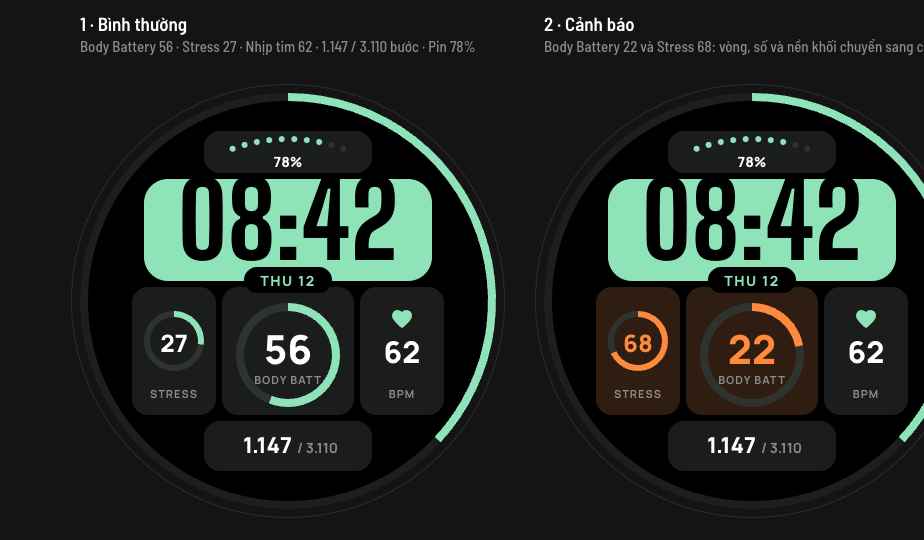 1 · Bình thường
Body Battery 56 · Stress 27 · Nhịp tim 62 · 1.147 / 3.110 bước · Pin 78%
78%
08:42
THU 12
27
STRESS
56
BODY BATT.
62
BPM
1.147 / 3.110
2 · Cảnh báo
Body Battery 22 và Stress 68: vòng, số và nền khối chuyển sang c
78%
08:42
THU 12
68
STRESS
22
BODY BATT
62
BPM
1.147 / 3.110